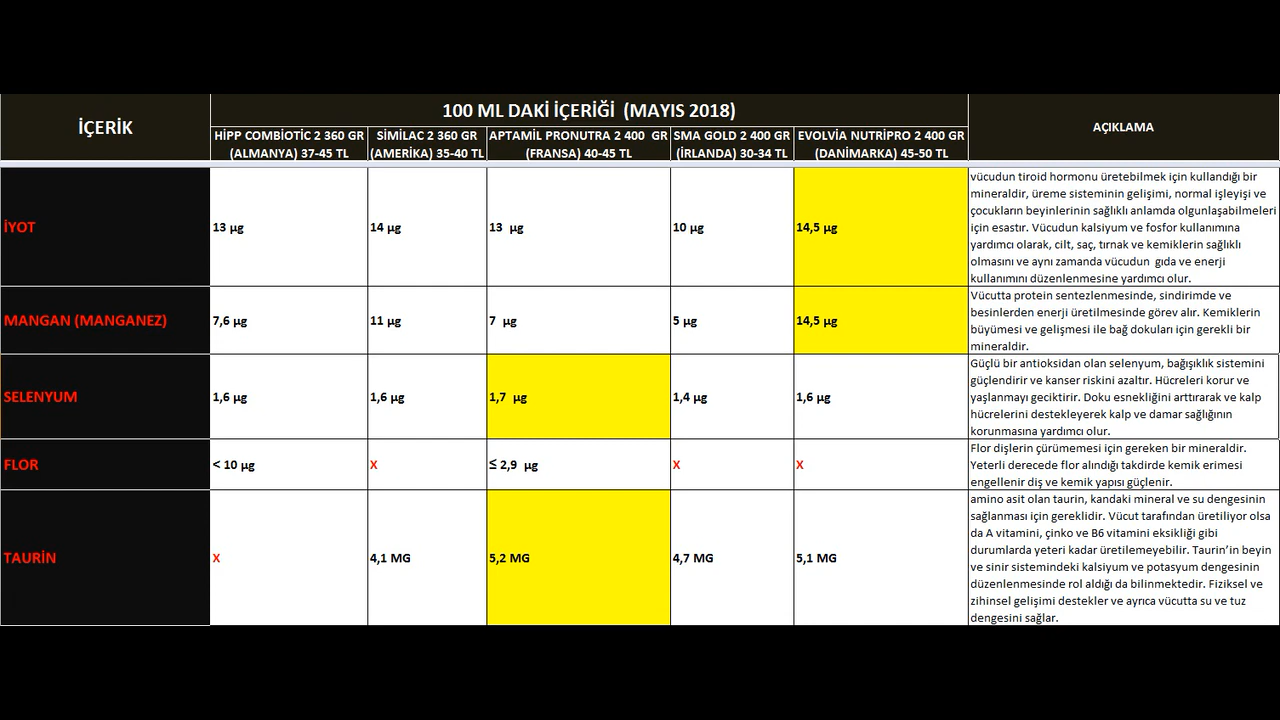 İÇERİK
100 ML DAKİ İÇERİĞİ (MAYIS 2018)
AÇIKLAMA
HİPP COMBİOTİC 2 360 GR
(ALMANYA) 37-45 TL
SİMİLAC 2 360 GR
(AMERİKA) 35-40 TL
APTAMİL PRONUTRA 2 400 GR
(FRANSA) 40-45 TL
SMA GOLD 2 400 GR
(İRLANDA) 30-34 TL
EVOLVİA NUTRİPRO 2 400 GR
(DANİMARKA) 45-50 TL
İYOT
13 µg
14 µg
13 µg
10 µg
14,5 µg
vücudun tiroid hormonu üretebilmek için kullandığı bir
mineraldir, üreme sisteminin gelişimi, normal işleyişi ve
çocukların beyinlerinin sağlıklı anlamda olgunlaşabilmeleri
için esastır. Vücudun kalsiyum ve fosfor kullanımına
yardımcı olarak, cilt, saç, tırnak ve kemiklerin sağlıklı
olmasını ve aynı zamanda vücudun gıda ve enerji
kullanımını düzenlenmesine yardımcı olur.
MANGAN (MANGANEZ)
7,6 µg
11 µg
7 µg
5 µg
14,5 µg
Vücutta protein sentezlenmesinde, sindirimde ve
besinlerden enerji üretilmesinde görev alır. Kemiklerin
büyümesi ve gelişmesi ile bağ dokuları için gerekli bir
mineraldir.
SELENYUM
1,6 µg
1,6 µg
1,7 µg
1,4 µg
1,6 µg
Güçlü bir antioksidan olan selenyum, bağışıklık sistemini
güçlendirir ve kanser riskini azaltır. Hücreleri korur ve
yaşlanmayı geciktirir. Doku esnekliğini arttırarak ve kalp
hücrelerini destekleyerek kalp ve damar sağlığının
korunmasına yardımcı olur.
FLOR
< 10 µg
X
≤ 2,9 µg
X
X
Flor dişlerin çürümemesi için gereken bir mineraldir.
Yeterli derecede flor alındığı takdirde kemik erimesi
engellenir diş ve kemik yapısı güçlenir.
TAURİN
X
4,1 MG
5,2 MG
4,7 MG
5,1 MG
amino asit olan taurin, kandaki mineral ve su dengesinin
sağlanması için gereklidir. Vücut tarafından üretiliyor olsa
da A vitamini, çinko ve B6 vitamini eksikliği gibi
durumlarda yeteri kadar üretilemeyebilir. Taurin’in beyin
ve sinir sistemindeki kalsiyum ve potasyum dengesinin
düzenlenmesinde rol aldığı da bilinmektedir. Fiziksel ve
zihinsel gelişimi destekler ve ayrıca vücutta su ve tuz
dengesini sağlar.